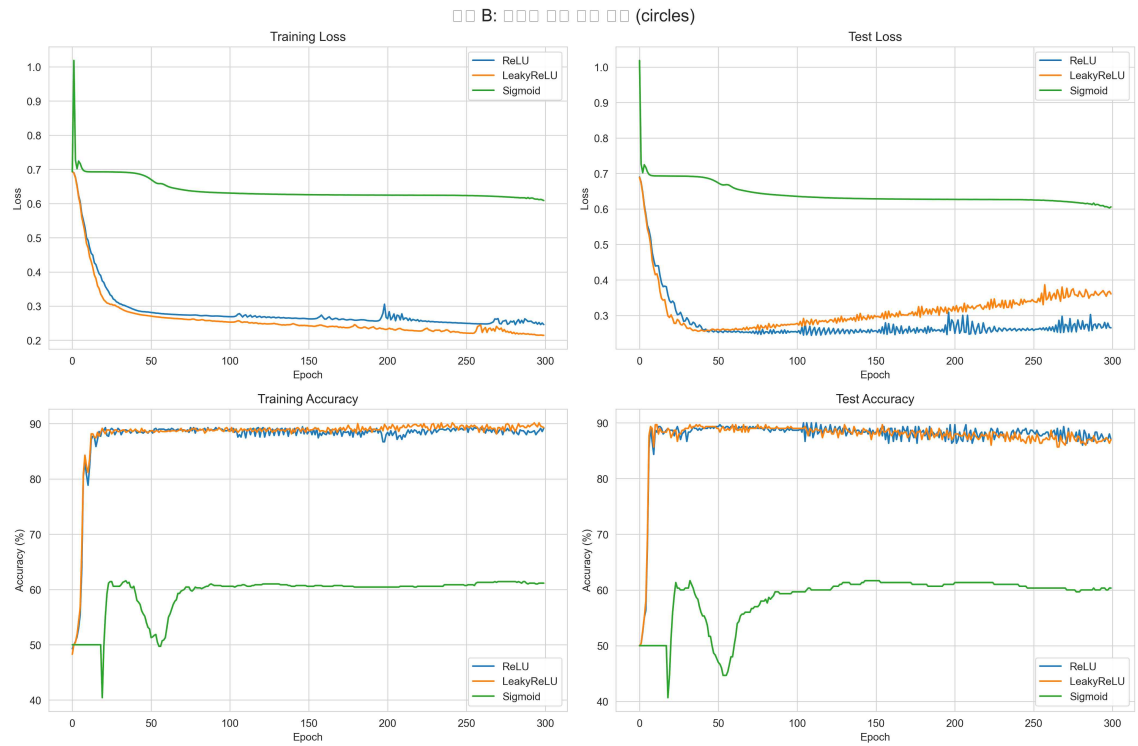 B: (circles)
Training Loss
Loss
1.0
0.9
0.8
0.7
0.6
0.5
0.4
0.3
0.2
0 50 100 150 200 250 300
Epoch
ReLU
LeakyReLU
Sigmoid
Test Loss
Loss
1.0
0.9
0.8
0.7
0.6
0.5
0.4
0.3
0 50 100 150 200 250 300
Epoch
ReLU
LeakyReLU
Sigmoid
Training Accuracy
Accuracy (%)
90
80
70
60
50
40
0 50 100 150 200 250 300
Epoch
ReLU
LeakyReLU
Sigmoid
Test Accuracy
Accuracy (%)
90
80
70
60
50
40
0 50 100 150 200 250 300
Epoch
ReLU
LeakyReLU
Sigmoid